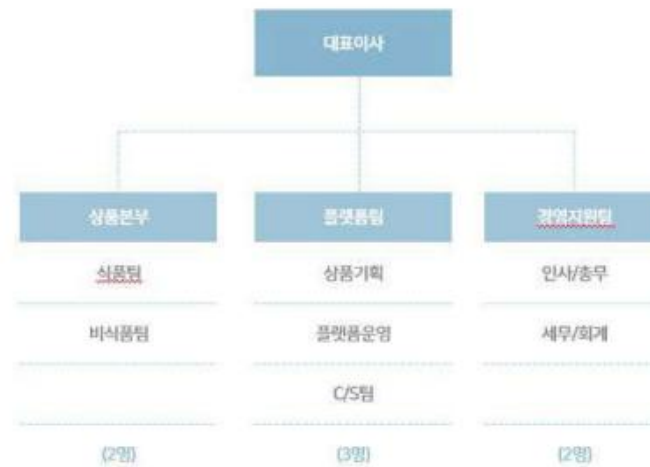 대표이사
상품본부 플랫폼팀 경영지원팀
식품팀 상품기획 인사/총무
비식품팀 플랫폼운영 세무/회계
C/S팀
(2명) (3명) (2명)